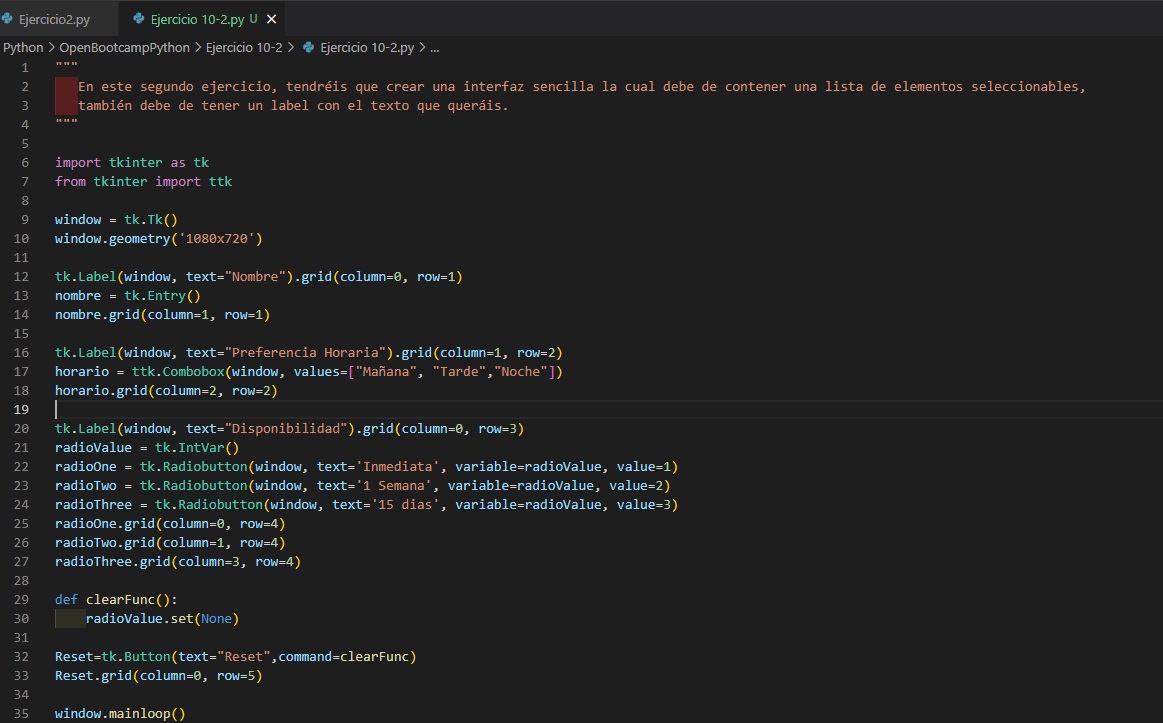 Ejercicio2.py
Ejercicio 10-2.py U ×
Python > OpenBootcampPython > Ejercicio 10-2 > Ejercicio 10-2.py > ...
1 """
2 En este segundo ejercicio, tendréis que crear una interfaz sencilla la cual debe de contener una lista de elementos seleccionables,
3 también debe de tener un label con el texto que queráis.
4 """
5
6 import tkinter as tk
7 from tkinter import ttk
8
9 window = tk.Tk()
10 window.geometry('1080x720')
11
12 tk.Label(window, text="Nombre").grid(column=0, row=1)
13 nombre = tk.Entry()
14 nombre.grid(column=1, row=1)
15
16 tk.Label(window, text="Preferencia Horaria").grid(column=1, row=2)
17 horario = ttk.Combobox(window, values=["Mañana", "Tarde","Noche"])
18 horario.grid(column=2, row=2)
19
20 tk.Label(window, text="Disponibilidad").grid(column=0, row=3)
21 radioValue = tk.IntVar()
22 radioOne = tk.Radiobutton(window, text='Inmediata', variable=radioValue, value=1)
23 radioTwo = tk.Radiobutton(window, text='1 Semana', variable=radioValue, value=2)
24 radioThree = tk.Radiobutton(window, text='15 dias', variable=radioValue, value=3)
25 radioOne.grid(column=0, row=4)
26 radioTwo.grid(column=1, row=4)
27 radioThree.grid(column=3, row=4)
28
29 def clearFunc():
30 radioValue.set(None)
31
32 Reset=tk.Button(text="Reset",command=clearFunc)
33 Reset.grid(column=0, row=5)
34
35 window.mainloop()